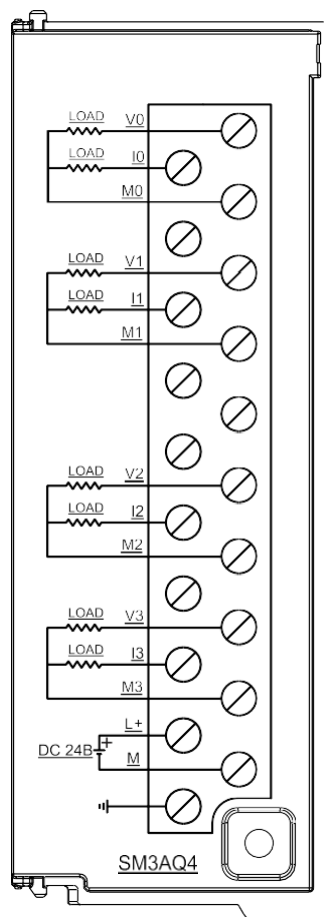 LOAD V0
LOAD I0
M0
LOAD V1
LOAD I1
M1
LOAD V2
LOAD I2
M2
LOAD V3
LOAD I3
M3
L+
DC 24B +
M
SM3AQ4